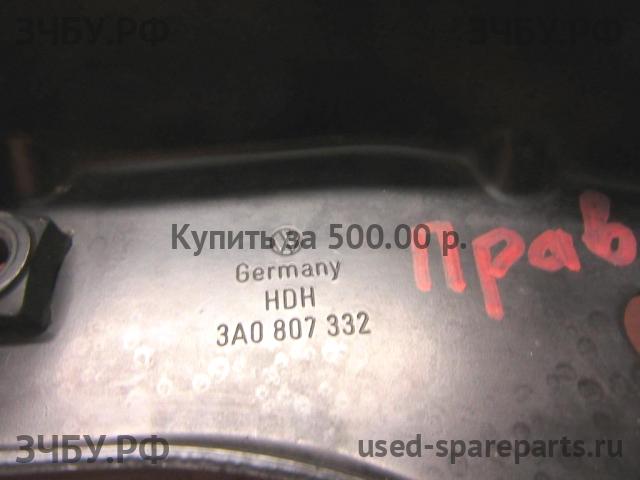 ЗЧБУ.РФ
ЗЧБУ.РФ
Купить за 500.00 р.
Прав
Germany
HDH
3A0 807 332
ЗЧБУ.РФ
used-spareparts.ru